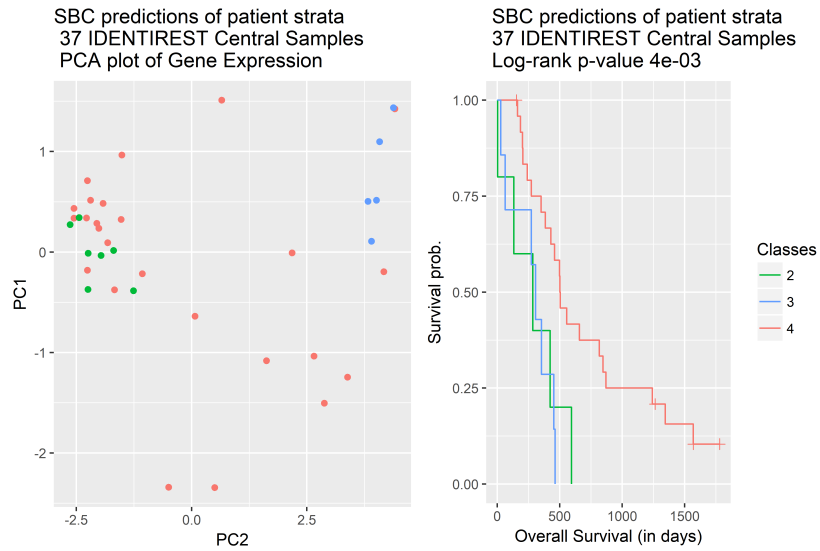 SBC predictions of patient strata
37 IDENTIREST Central Samples
PCA plot of Gene Expression
1
0
-1
-2
PC1
-2.5
0.0
2.5
PC2
SBC predictions of patient strata
37 IDENTIREST Central Samples
Log-rank p-value 4e-03
1.00
0.75
0.50
0.25
0.00
Survival prob.
0
500
1000
1500
Overall Survival (in days)
Classes
2
3
4